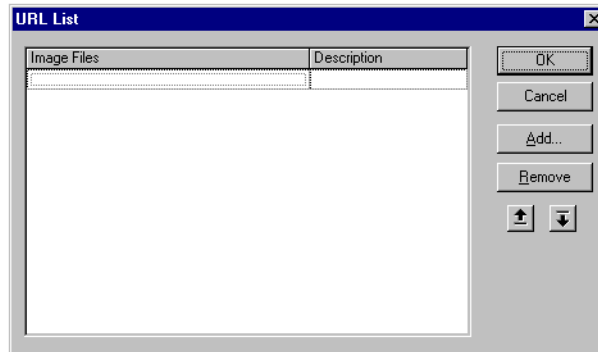 URL List
Image Files Description
OK
Cancel
Add...
Remove